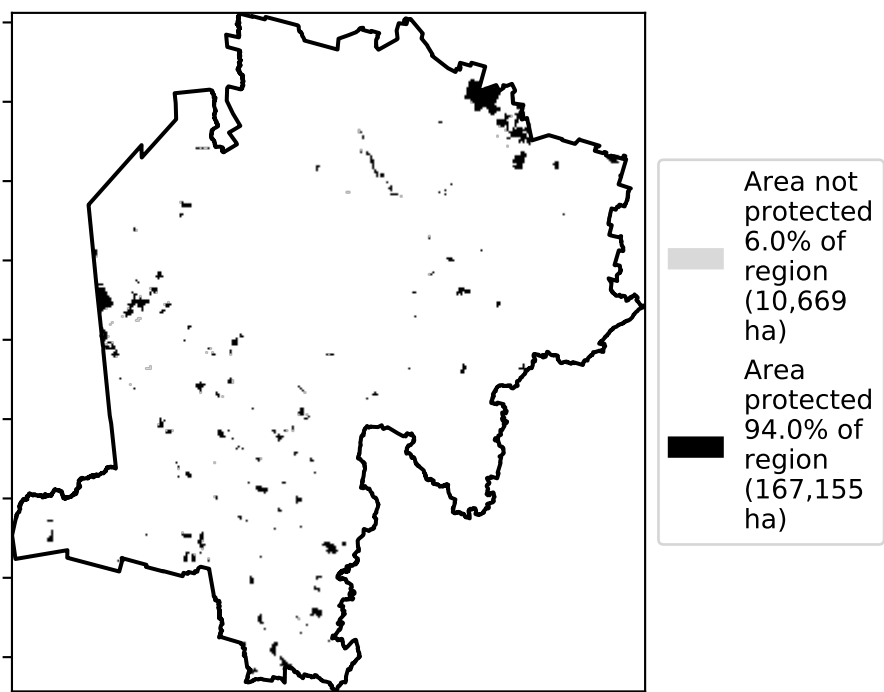 Area not
protected
6.0% of
region
(10,669
ha)
Area
protected
94.0% of
region
(167,155
ha)